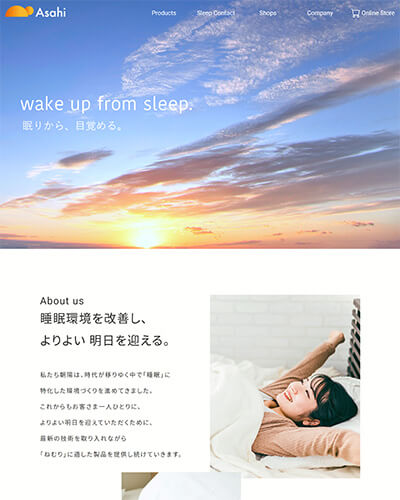 Asahi
Products Sleep Contact Shops Company Online Store
wake up from sleep.
眠りから、目覚める。
About us
睡眠環境を改善し、
よりよい 明日を迎える。
私たち朝陽は、時代が移りゆく中で「睡眠」に
特化した環境づくりを進めてきました。
これからもお客さま一人ひとりに、
よりよい明日を迎えていただくために、
最新の技術を取り入れながら
「ねむり」に適した製品を提供し続けていきます。